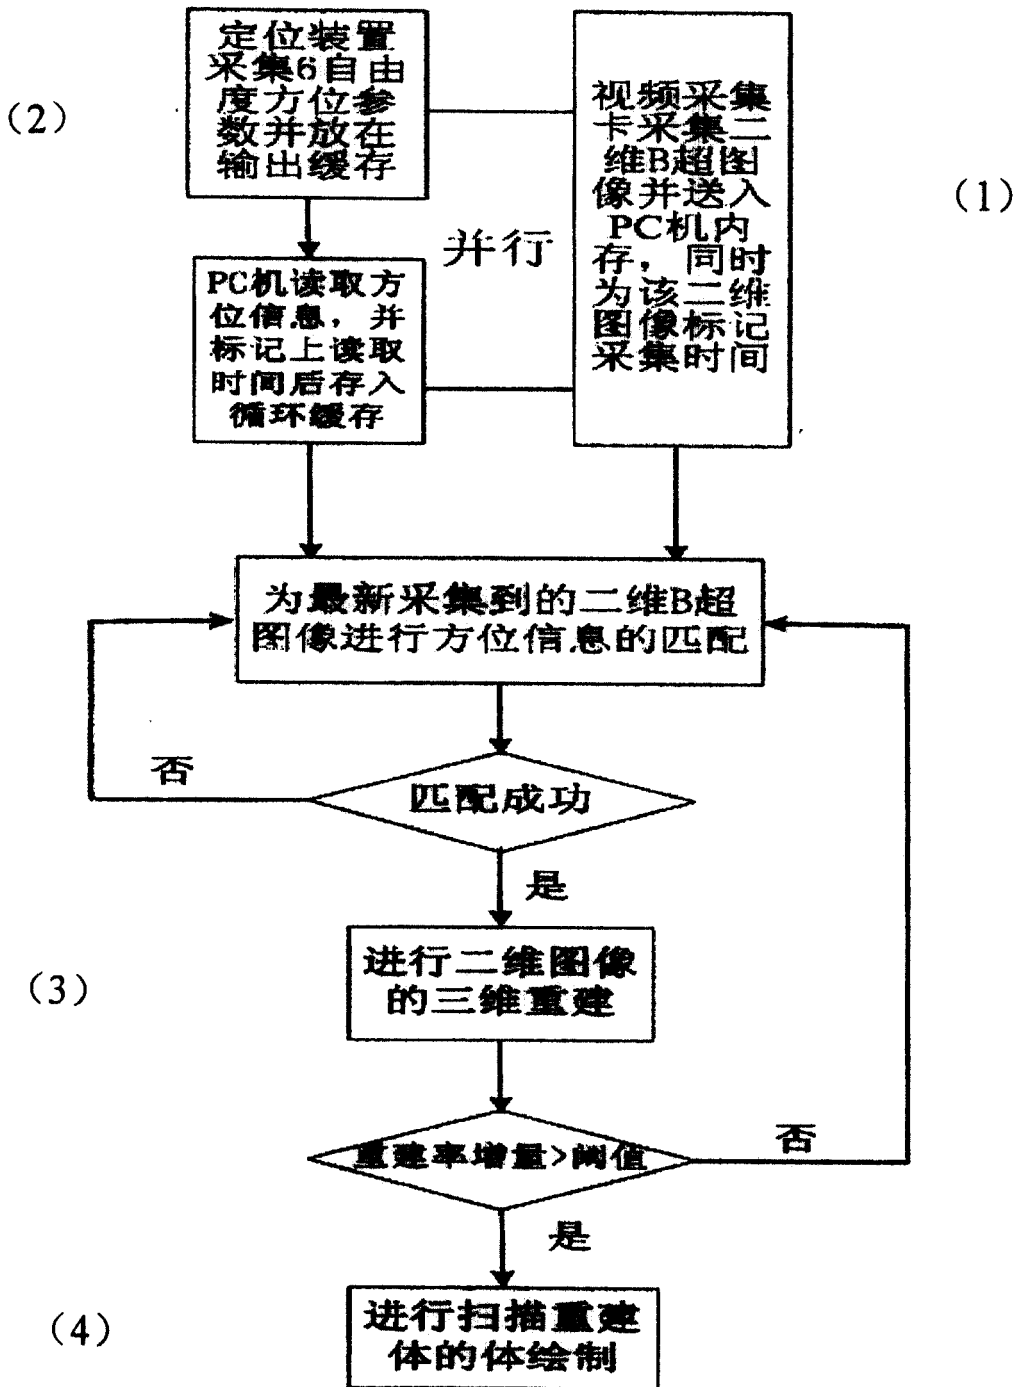 定位装置
采集6自由
度方位参
数并放在
输出缓存
(2)
视频采集
卡采集二
维B超图
像并送入
PC机内
存，同时
为该二维
图像标记
采集时间
(1)
并行
PC机读取方
位信息，并
标记上读取
时间后存入
循环缓存
为最新采集到的二维B超
图像进行方位信息的匹配
否
匹配成功
是
(3)
进行二维图像
的三维重建
重建率增量>阈值
否
是
(4)
进行扫描重建
体的体绘制